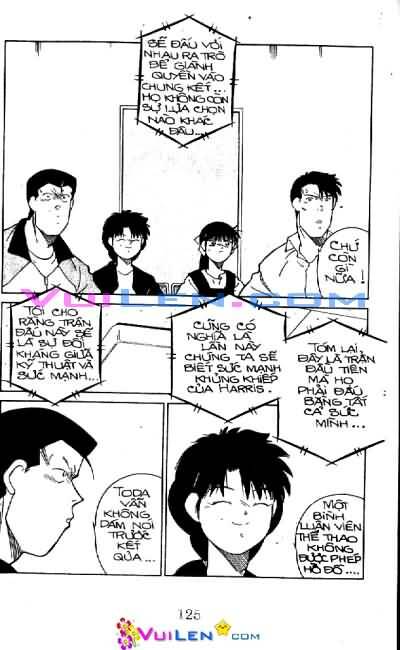 SẼ ĐẤU VỚI
NHAU RA TRÒ
ĐỂ GIÀNH
QUYỀN VÀO
CHUNG KẾT...
HỌ KHÔNG CÒN
SỰ LỰA CHỌN
NÀO KHÁC
ĐÂU...
CHỨ
CÒN
GÌ
NỮA!
VUILEN.COM
TÔI CHO
RẰNG TRẬN
ĐẤU NÀY SẼ
LÀ SỰ ĐỐI
KHÁNG GIỮA
KỸ THUẬT VÀ
SỨC MẠNH...
CŨNG CÓ
NGHĨA LÀ
LẦN NÀY
CHÚNG TA SẼ
BIẾT SỨC MẠNH
KHỦNG KHIẾP
CỦA HARRIS.
TÓM LẠI,
ĐÂY LÀ TRẬN
ĐẤU TIÊN
MÀ HỌ
PHẢI ĐẤU
BẰNG TẤT
CẢ SỨC
MÌNH...
TODA
VẪN
KHÔNG
DÁM NÓI
TRƯỚC
KẾT
QUẢ...
MỘT
BÌNH
LUẬN VIÊN
THỂ THAO
KHÔNG
ĐƯỢC PHÉP
HỒ ĐỒ....
125
VUILEN
.COM